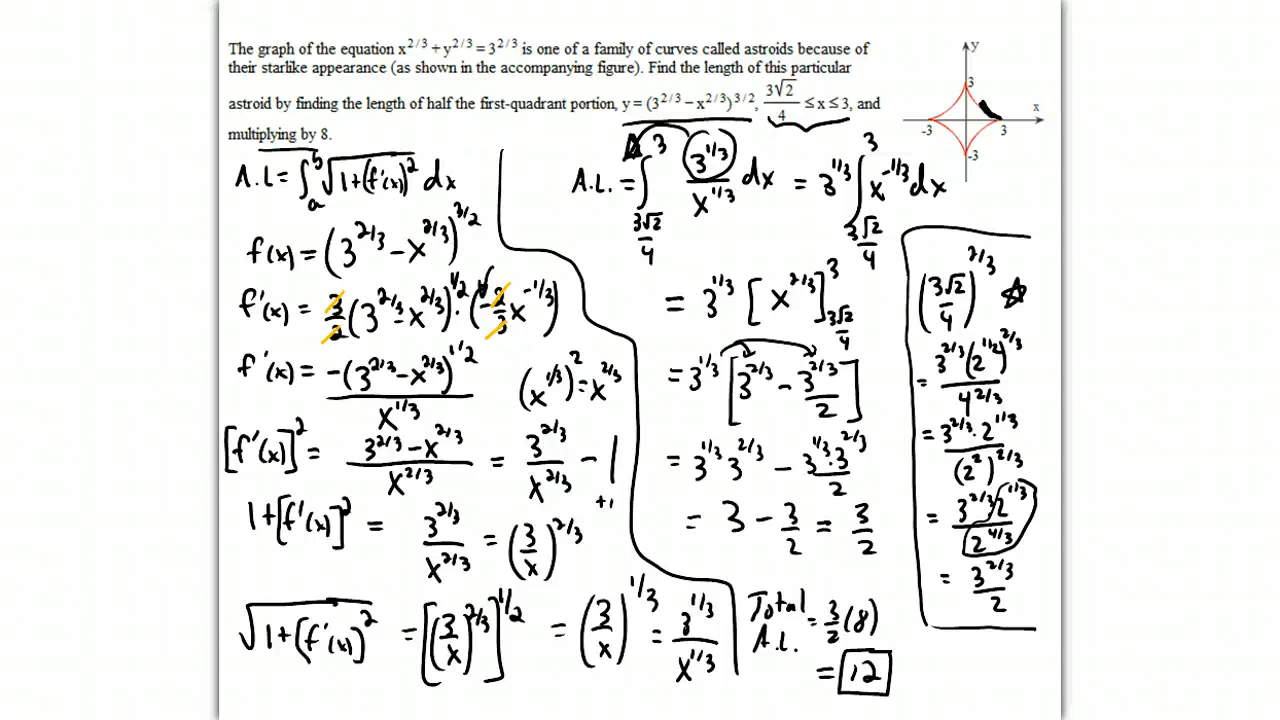 The graph of the equation x^2/3 + y^2/3 = 3^2/3 is one of a family of curves called astroids because of
their starlike appearance (as shown in the accompanying figure). Find the length of this particular
astroid by finding the length of half the first-quadrant portion, y = (3^2/3 − x^2/3)^3/2, 3√2/4 ≤ x ≤ 3, and
multiplying by 8.
y
3
x
-3
3
-3
A.L = ∫_a^b √(1+(f'(x))^2) dx
f(x) = (3^2/3 − x^2/3)^3/2
f'(x) = 3/2 (3^2/3 − x^2/3)^1/2 · (−2/3 x^-1/3)
f'(x) = −(3^2/3 − x^2/3)^1/2 / x^1/3
(x^1/3)^2 = x^2/3
[f'(x)]^2 = (3^2/3 − x^2/3) / x^2/3 = 3^2/3 / x^2/3 − 1
+1
1+[f'(x)]^2 = 3^2/3 / x^2/3 = (3/x)^2/3
√(1+[f'(x)]^2) = [(3/x)^2/3]^1/2 = (3/x)^1/3 = 3^1/3 / x^1/3
A.L. = ∫_{3√2/4}^3 3^1/3 / x^1/3 dx = 3^1/3 ∫_{3√2/4}^3 x^-1/3 dx
= 3^1/3 [x^2/3]_{3√2/4}^3
= 3^1/3 [3^2/3 − 3^2/3 / 2]
= 3^1/3 3^2/3 − 3^1/3 · 3^2/3 / 2
= 3 − 3/2 = 3/2
Total A.L. = 3/2 (8)
= 12
(3√2/4)^2/3
= 3^2/3 (2^1/2)^2/3 / 4^2/3
= 3^2/3 · 2^1/3 / (2^2)^2/3
= 3^2/3 2^1/3 / 2^4/3
= 3^2/3 / 2